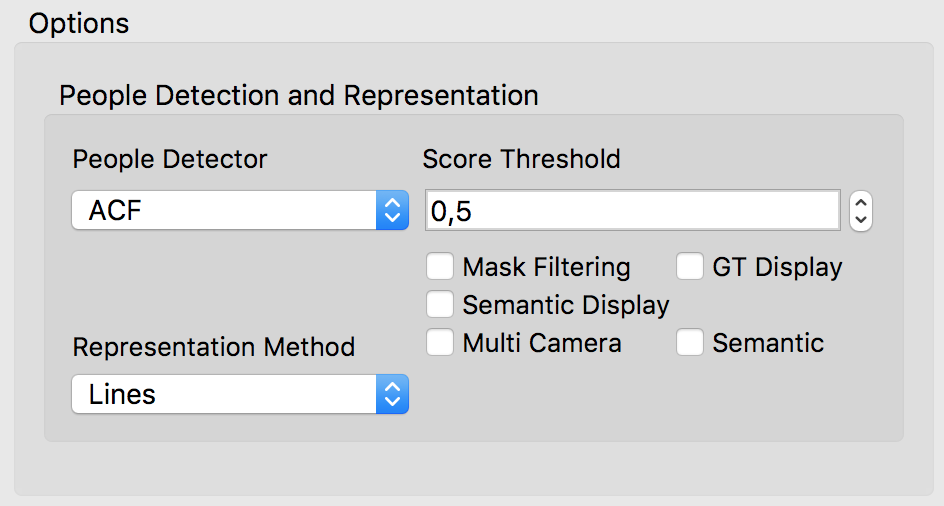 Options
People Detection and Representation
People Detector
Score Threshold
ACF
0,5
Mask Filtering
GT Display
Semantic Display
Multi Camera
Semantic
Representation Method
Lines